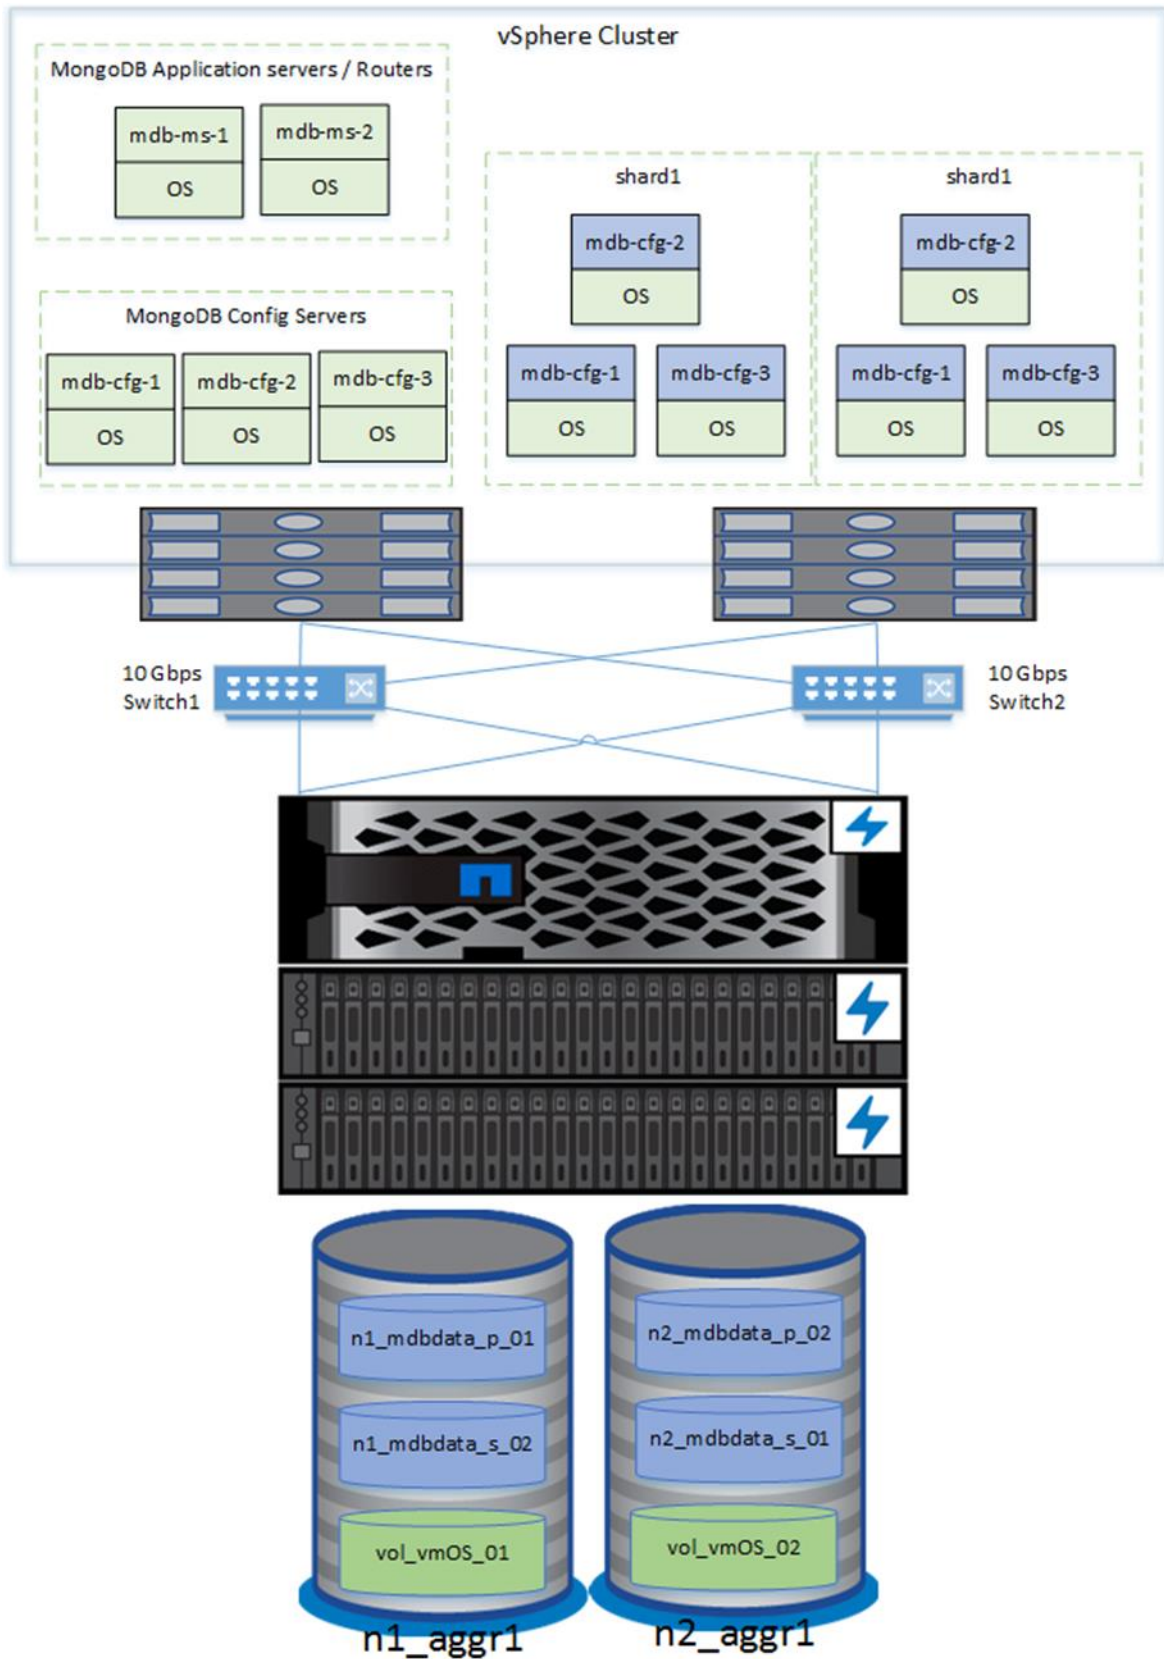 vSphere Cluster
MongoDB Application servers / Routers
mdb-ms-1
OS
mdb-ms-2
OS
MongoDB Config Servers
mdb-cfg-1
OS
mdb-cfg-2
OS
mdb-cfg-3
OS
shard1
mdb-cfg-2
OS
mdb-cfg-1
OS
mdb-cfg-3
OS
shard1
mdb-cfg-2
OS
mdb-cfg-1
OS
mdb-cfg-3
OS
10 Gbps
Switch1
10 Gbps
Switch2
n1_mdbdata_p_01
n1_mdbdata_s_02
vol_vmOS_01
n1_aggr1
n2_mdbdata_p_02
n2_mdbdata_s_01
vol_vmOS_02
n2_aggr1